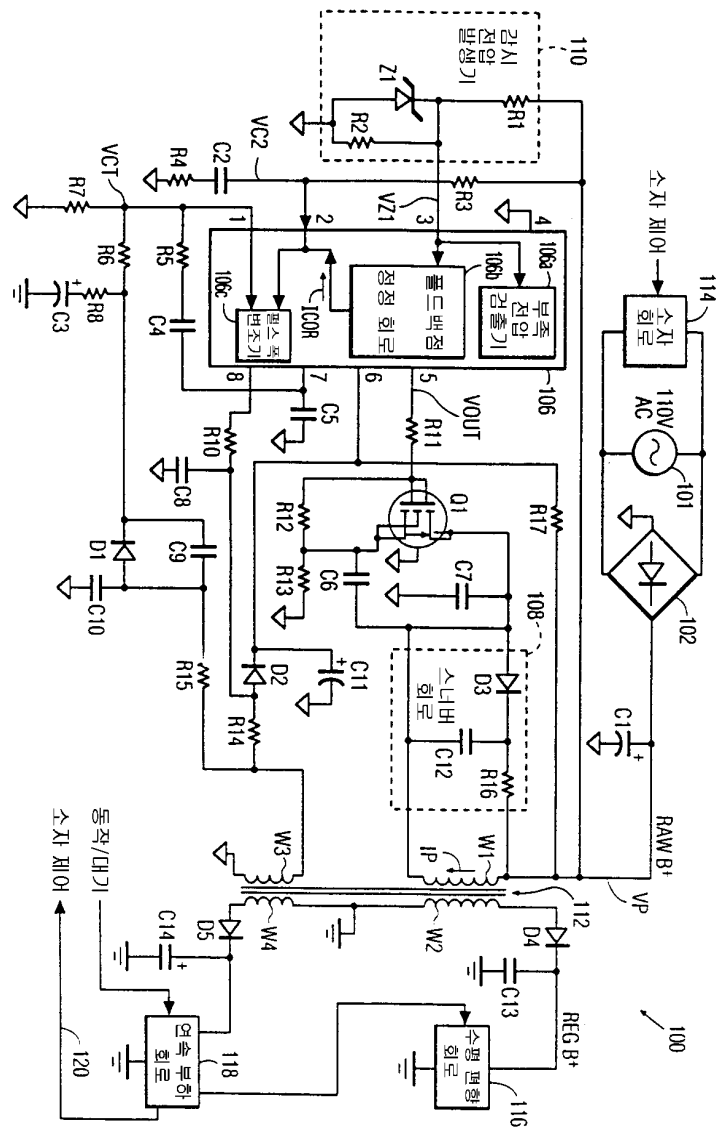 감시
전압
발생기
110
Z1
R1
R2
R4
C2
VC2
R3
VZ1
VCT
R7
R6
R5
C4
R8
C3
1
2
3
4
5
6
7
8
106a
부족
전압
검출기
106b
폴드백점
정정 회로
ICOR
106c
펄스 폭
변조기
106
소자 제어
소자
회로
114
110V
AC
101
102
C1
+
RAW B+
VP
VOUT
R11
Q1
R17
C5
R10
C8
R12
R13
C6
C7
108
D3
스너버
회로
C12
R16
D1
C9
C10
R15
D2
C11
+
R14
W1
IP
W3
112
W2
W4
D4
C13
REG B+
D5
C14
+
수평 편향
회로
116
연속 부하
회로
118
동작/대기
소자 제어
120
100
+